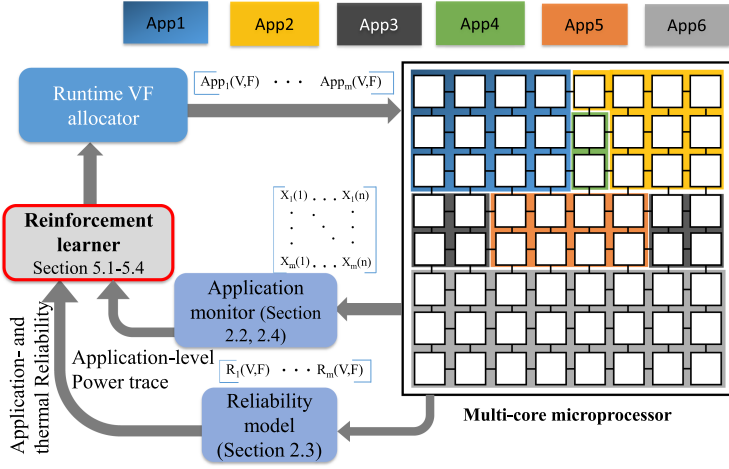 App1 App2 App3 App4 App5 App6
Runtime VF
allocator
App1(V,F) · · · Appm(V,F)
Reinforcement
learner
Section 5.1-5.4
X1(1) . . . X1(n)
. . .
. . .
. . .
Xm(1) . . . Xm(n)
Application
monitor (Section
2.2, 2.4)
Application- and
thermal Reliability
Application-level
Power trace
R1(V,F) · · · Rm(V,F)
Reliability
model
(Section 2.3)
Multi-core microprocessor